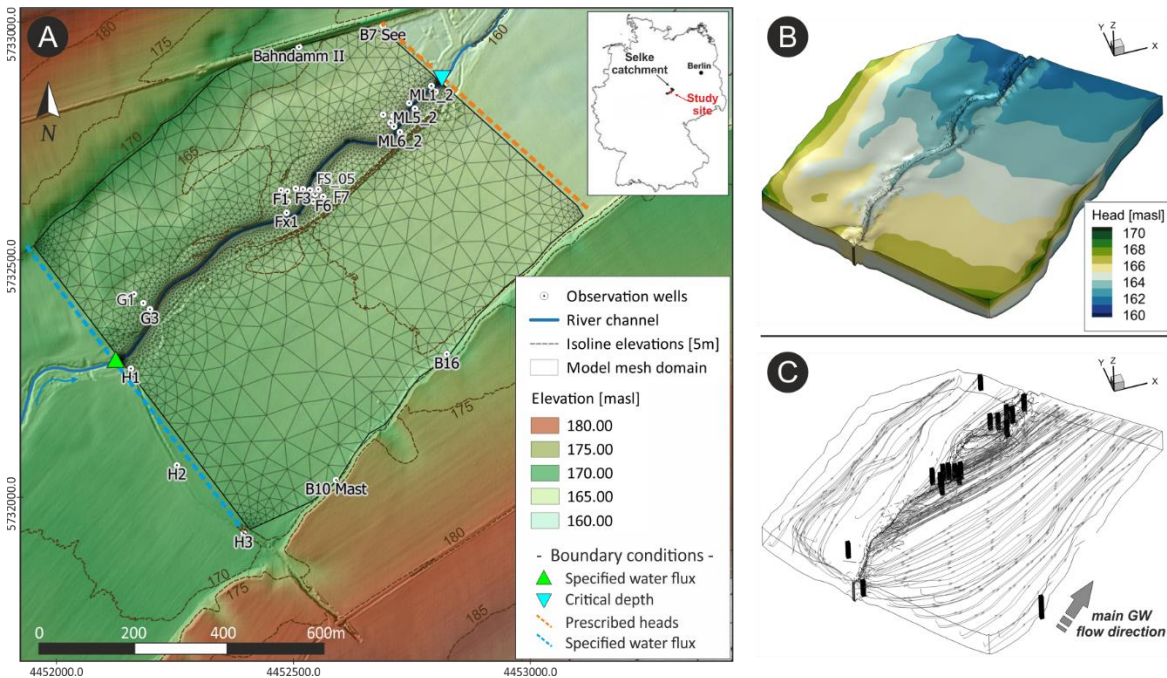 A
180
175
Bahndamm II
B7 See
160
170
165
N
ML1_2
ML5_2
ML6_2
FS_05
F1
F3
F7
F6
Fx1
G1
G3
H1
H2
H3
B16
B10 Mast
175
170
175
180
185
5733000.0
5732500.0
5732000.0
4452000.0
4452500.0
4453000.0
0 200 400 600m
Selke
catchment
Berlin
Study
site
Observation wells
River channel
Isoline elevations [5m]
Model mesh domain
Elevation [masl]
180.00
175.00
170.00
165.00
160.00
- Boundary conditions -
Specified water flux
Critical depth
Prescribed heads
Specified water flux
B
Y Z
X
Head [masl]
170
168
166
164
162
160
C
Y Z
X
main GW
flow direction